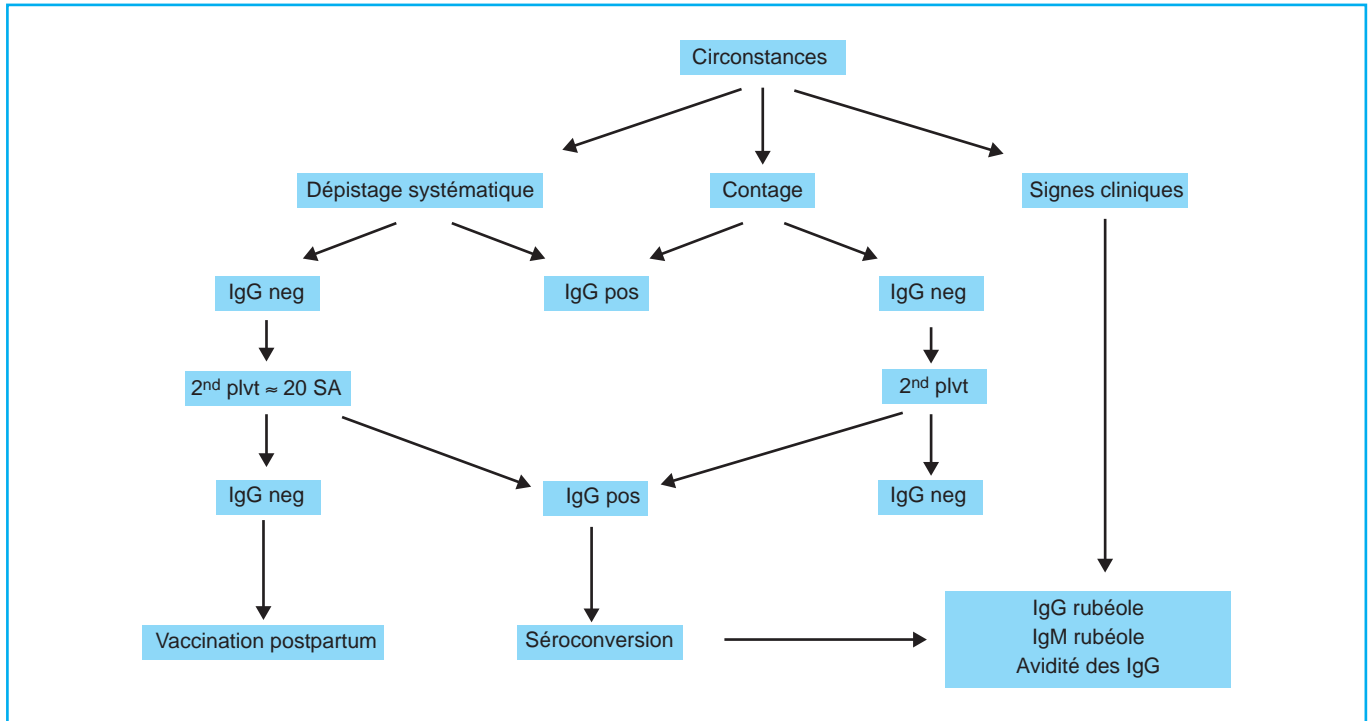 Circonstances
Dépistage systématique
Contage
Signes cliniques
IgG neg
IgG pos
IgG neg
2nd plvt ≈ 20 SA
2nd plvt
IgG neg
IgG pos
IgG neg
Vaccination postpartum
Séroconversion
IgG rubéole
IgM rubéole
Avidité des IgG